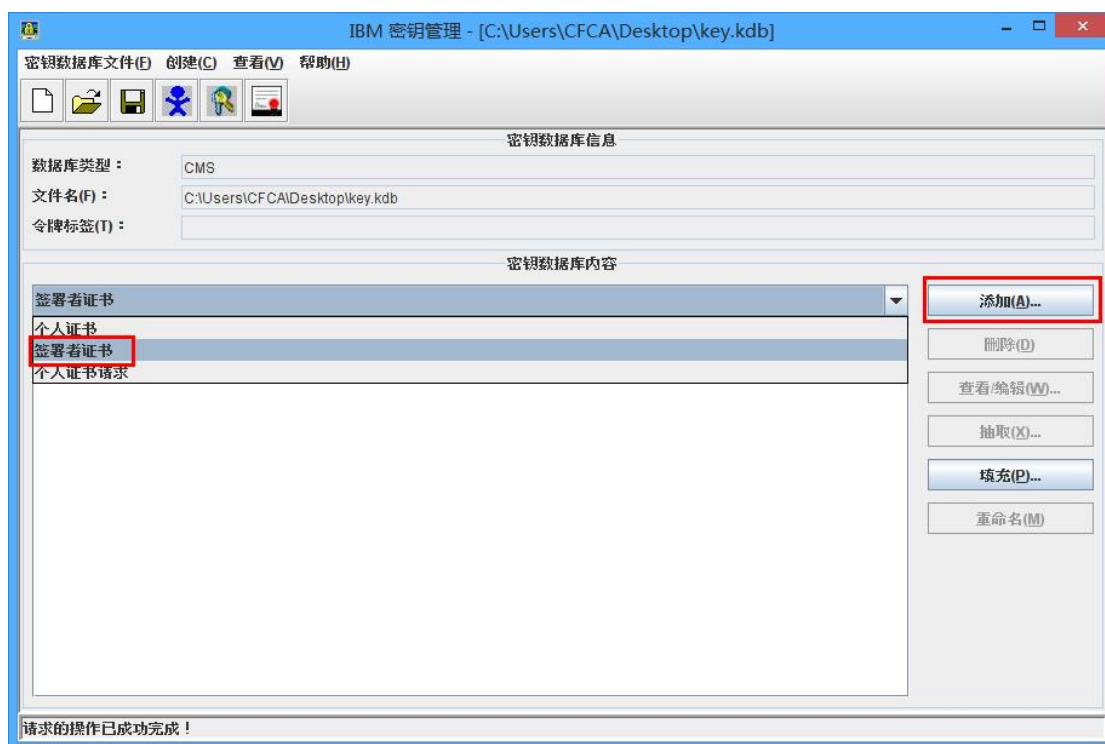 IBM 密钥管理 - [C:\Users\CFCA\Desktop\key.kdb]
密钥数据库文件(F) 创建(C) 查看(V) 帮助(H)
密钥数据库信息
数据库类型： CMS
文件名(F)： C:\Users\CFCA\Desktop\key.kdb
令牌标签(T)：
密钥数据库内容
签署者证书
添加(A)...
个人证书
签署者证书
删除(D)
个人证书请求
查看/编辑(W)...
抽取(X)...
填充(P)...
重命名(M)
请求的操作已成功完成！